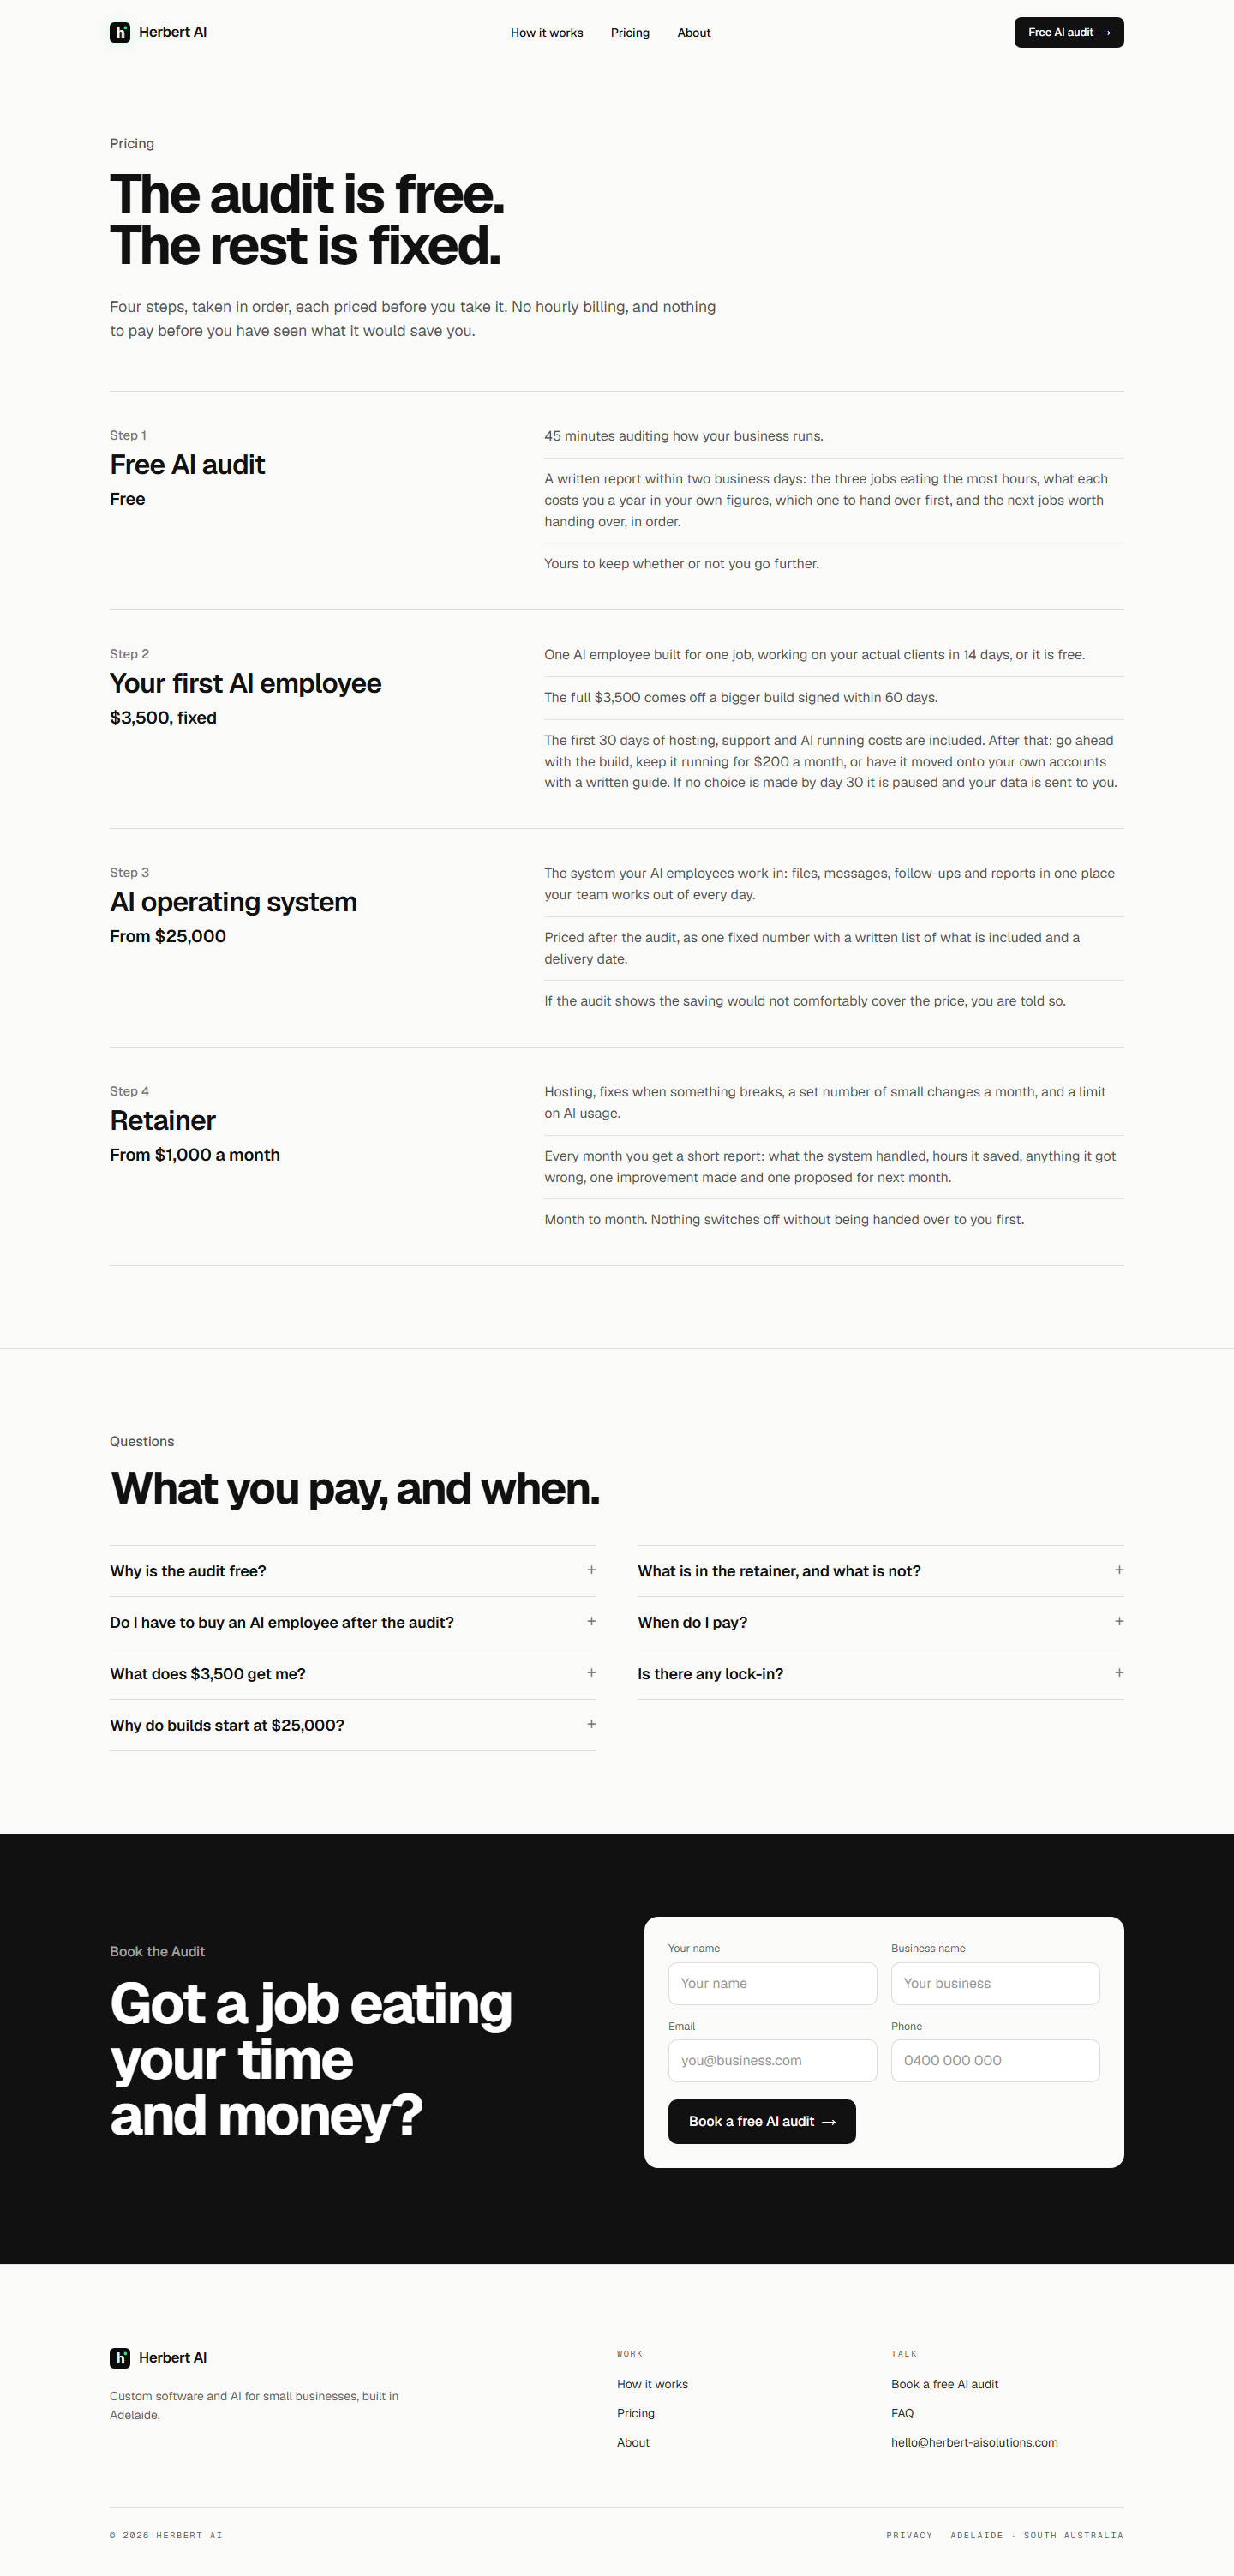 h Herbert AI
How it works Pricing About
Free AI audit →
Pricing
The audit is free.
The rest is fixed.
Four steps, taken in order, each priced before you take it. No hourly billing, and nothing
to pay before you have seen what it would save you.
Step 1
Free AI audit
Free
45 minutes auditing how your business runs.
A written report within two business days: the three jobs eating the most hours, what each
costs you a year in your own figures, which one to hand over first, and the next jobs worth
handing over, in order.
Yours to keep whether or not you go further.
Step 2
Your first AI employee
$3,500, fixed
One AI employee built for one job, working on your actual clients in 14 days, or it is free.
The full $3,500 comes off a bigger build signed within 60 days.
The first 30 days of hosting, support and AI running costs are included. After that: go ahead
with the build, keep it running for $200 a month, or have it moved onto your own accounts
with a written guide. If no choice is made by day 30 it is paused and your data is sent to you.
Step 3
AI operating system
From $25,000
The system your AI employees work in: files, messages, follow-ups and reports in one place
your team works out of every day.
Priced after the audit, as one fixed number with a written list of what is included and a
delivery date.
If the audit shows the saving would not comfortably cover the price, you are told so.
Step 4
Retainer
From $1,000 a month
Hosting, fixes when something breaks, a set number of small changes a month, and a limit
on AI usage.
Every month you get a short report: what the system handled, hours it saved, anything it got
wrong, one improvement made and one proposed for next month.
Month to month. Nothing switches off without being handed over to you first.
Questions
What you pay, and when.
Why is the audit free? +
Do I have to buy an AI employee after the audit? +
What does $3,500 get me? +
Why do builds start at $25,000? +
What is in the retainer, and what is not? +
When do I pay? +
Is there any lock-in? +
Book the Audit
Got a job eating
your time
and money?
Your name
Your name
Business name
Your business
Email
you@business.com
Phone
0400 000 000
Book a free AI audit →
h Herbert AI
Custom software and AI for small businesses, built in
Adelaide.
WORK
How it works
Pricing
About
TALK
Book a free AI audit
FAQ
hello@herbert-aisolutions.com
© 2026 HERBERT AI
PRIVACY ADELAIDE · SOUTH AUSTRALIA